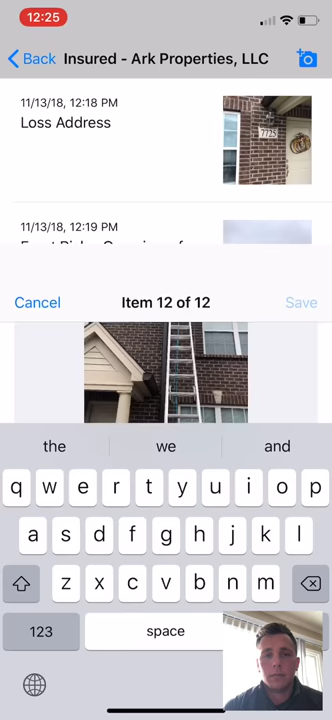 12:25
Back Insured - Ark Properties, LLC
11/13/18, 12:18 PM
Loss Address
7725
11/13/18, 12:19 PM
Cancel Item 12 of 12 Save
the we and
q w e r t y u i o p
a s d f g h j k l
z x c v b n m
123 space